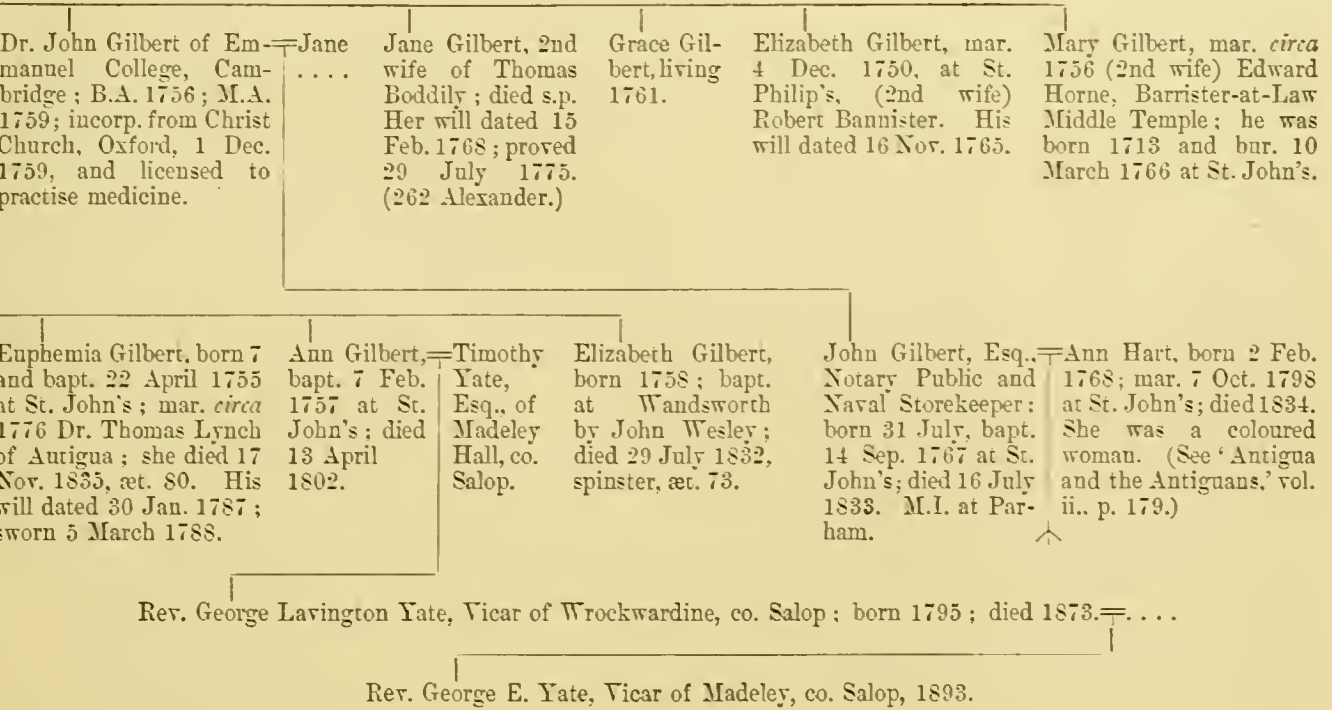 Dr. John Gilbert of Em-=Jane
manuel College, Cam- ....
bridge ; B.A. 1756 ; M.A.
1759; incorp. from Christ
Church, Oxford, 1 Dec.
1759, and licensed to
practise medicine.
Jane Gilbert, 2nd
wife of Thomas
Boddily ; died s.p.
Her will dated 15
Feb. 1768 ; proved
29 July 1775.
(262 Alexander.)
Grace Gil-
bert, living
1761.
Elizabeth Gilbert, mar.
4 Dec. 1750, at St.
Philip's, (2nd wife)
Robert Bannister. His
will dated 16 Nov. 1765.
Mary Gilbert, mar. circa
1756 (2nd wife) Edward
Horne, Barrister-at-Law
Middle Temple ; he was
born 1713 and bur. 10
March 1766 at St. John's.
Euphemia Gilbert, born 7
and bapt. 22 April 1755
at St. John's ; mar. circa
1776 Dr. Thomas Lynch
of Antigua ; she died 17
Nov. 1835, æt. 80. His
will dated 30 Jan. 1787 ;
sworn 5 March 1788.
Ann Gilbert,=
bapt. 7 Feb.
1757 at St.
John's ; died
13 April
1802.
Timothy
Yate,
Esq., of
Madeley
Hall, co.
Salop.
Elizabeth Gilbert,
born 1758 ; bapt.
at Wandsworth
by John Wesley ;
died 29 July 1832,
spinster, æt. 73.
John Gilbert, Esq.,=
Notary Public and
Naval Storekeeper :
born 31 July, bapt.
14 Sep. 1767 at St.
John's; died 16 July
1833. M.I. at Par-
ham.
Ann Hart, born 2 Feb.
1768; mar. 7 Oct. 1798
at St. John's; died 1834.
She was a coloured
woman. (See ‘Antigua
and the Antiguans,’ vol.
ii., p. 179.)
Rev. George Lavington Yate, Vicar of Wrockwardine, co. Salop ; born 1795 ; died 1873.=....
Rev. George E. Yate, Vicar of Madeley, co. Salop, 1893.